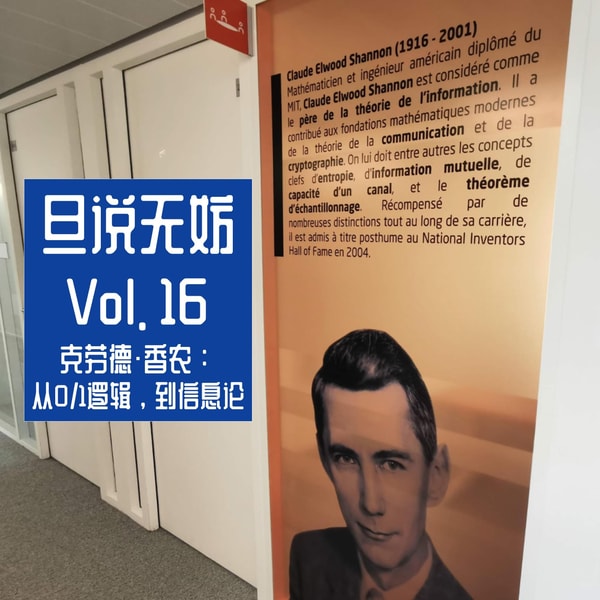 旦说无妨
Vol. 16
克劳德·香农：
从0/1逻辑，到信息论
Claude Elwood Shannon (1916 - 2001)
Mathématicien et ingénieur américain diplômé du
MIT, Claude Elwood Shannon est considéré comme
le père de la théorie de l'information. Il a
contribué aux fondations mathématiques modernes
de la théorie de la communication et de la
cryptographie. On lui doit entre autres les concepts
clefs d'entropie, d'information mutuelle, de
capacité d'un canal, et le théorème
d'échantillonnage. Récompensé par de
nombreuses distinctions tout au long de sa carrière,
il est admis à titre posthume au National Inventors
Hall of Fame en 2004.